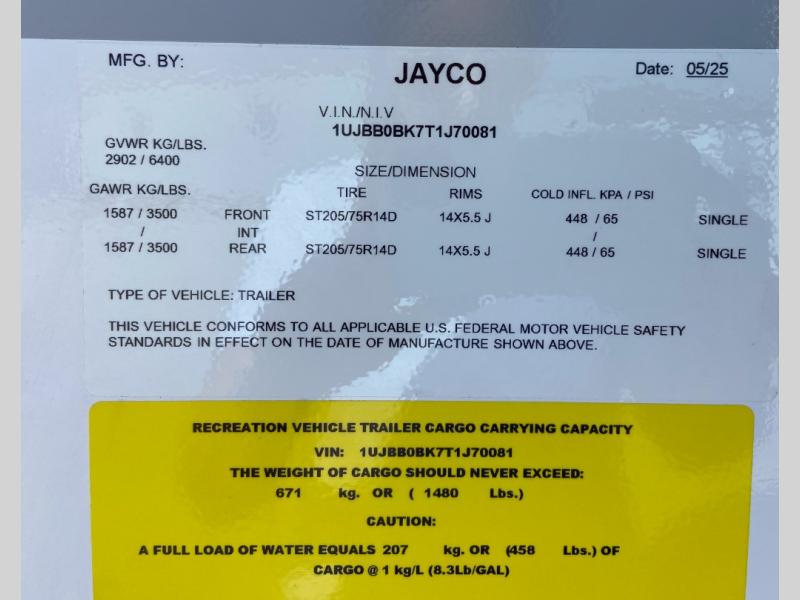 MFG. BY:
JAYCO
Date: 05/25
V.I.N./N.I.V
1UJBB0BK7T1J70081
GVWR KG/LBS.
2902 / 6400
SIZE/DIMENSION
GAWR KG/LBS. TIRE RIMS COLD INFL. KPA / PSI
1587 / 3500 FRONT ST205/75R14D 14X5.5 J 448 / 65 SINGLE
/ INT /
1587 / 3500 REAR ST205/75R14D 14X5.5 J 448 / 65 SINGLE
TYPE OF VEHICLE: TRAILER
THIS VEHICLE CONFORMS TO ALL APPLICABLE U.S. FEDERAL MOTOR VEHICLE SAFETY
STANDARDS IN EFFECT ON THE DATE OF MANUFACTURE SHOWN ABOVE.
RECREATION VEHICLE TRAILER CARGO CARRYING CAPACITY
VIN: 1UJBB0BK7T1J70081
THE WEIGHT OF CARGO SHOULD NEVER EXCEED:
671 kg. OR ( 1480 Lbs.)
CAUTION:
A FULL LOAD OF WATER EQUALS 207 kg. OR (458 Lbs.) OF
CARGO @ 1 kg/L (8.3Lb/GAL)